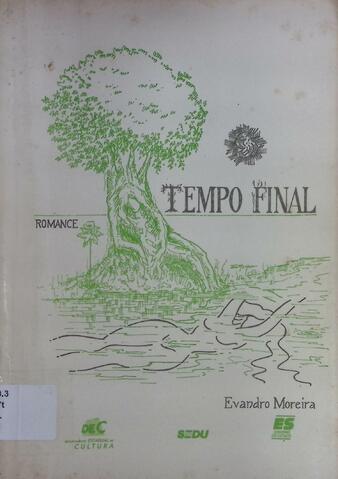 TEMPO FINAL
ROMANCE
Evandro Moreira
DEC
CULTURA
SEDU
ES